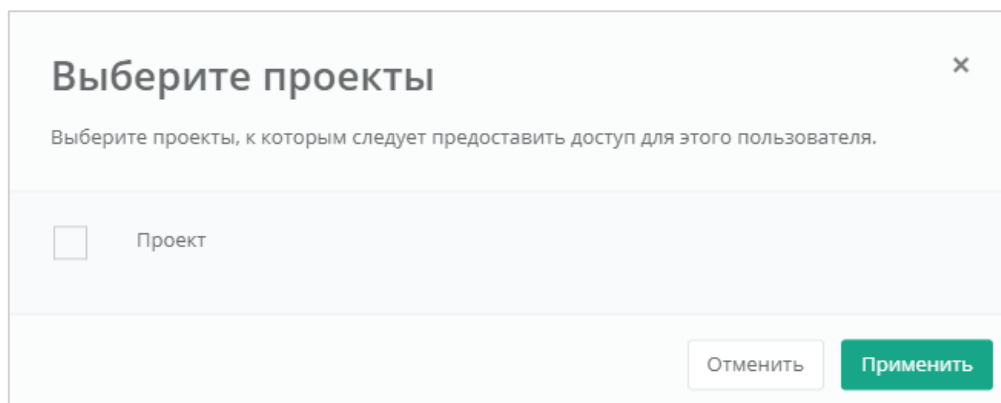 Выберите проекты
×
Выберите проекты, к которым следует предоставить доступ для этого пользователя.
Проект
Отменить
Применить